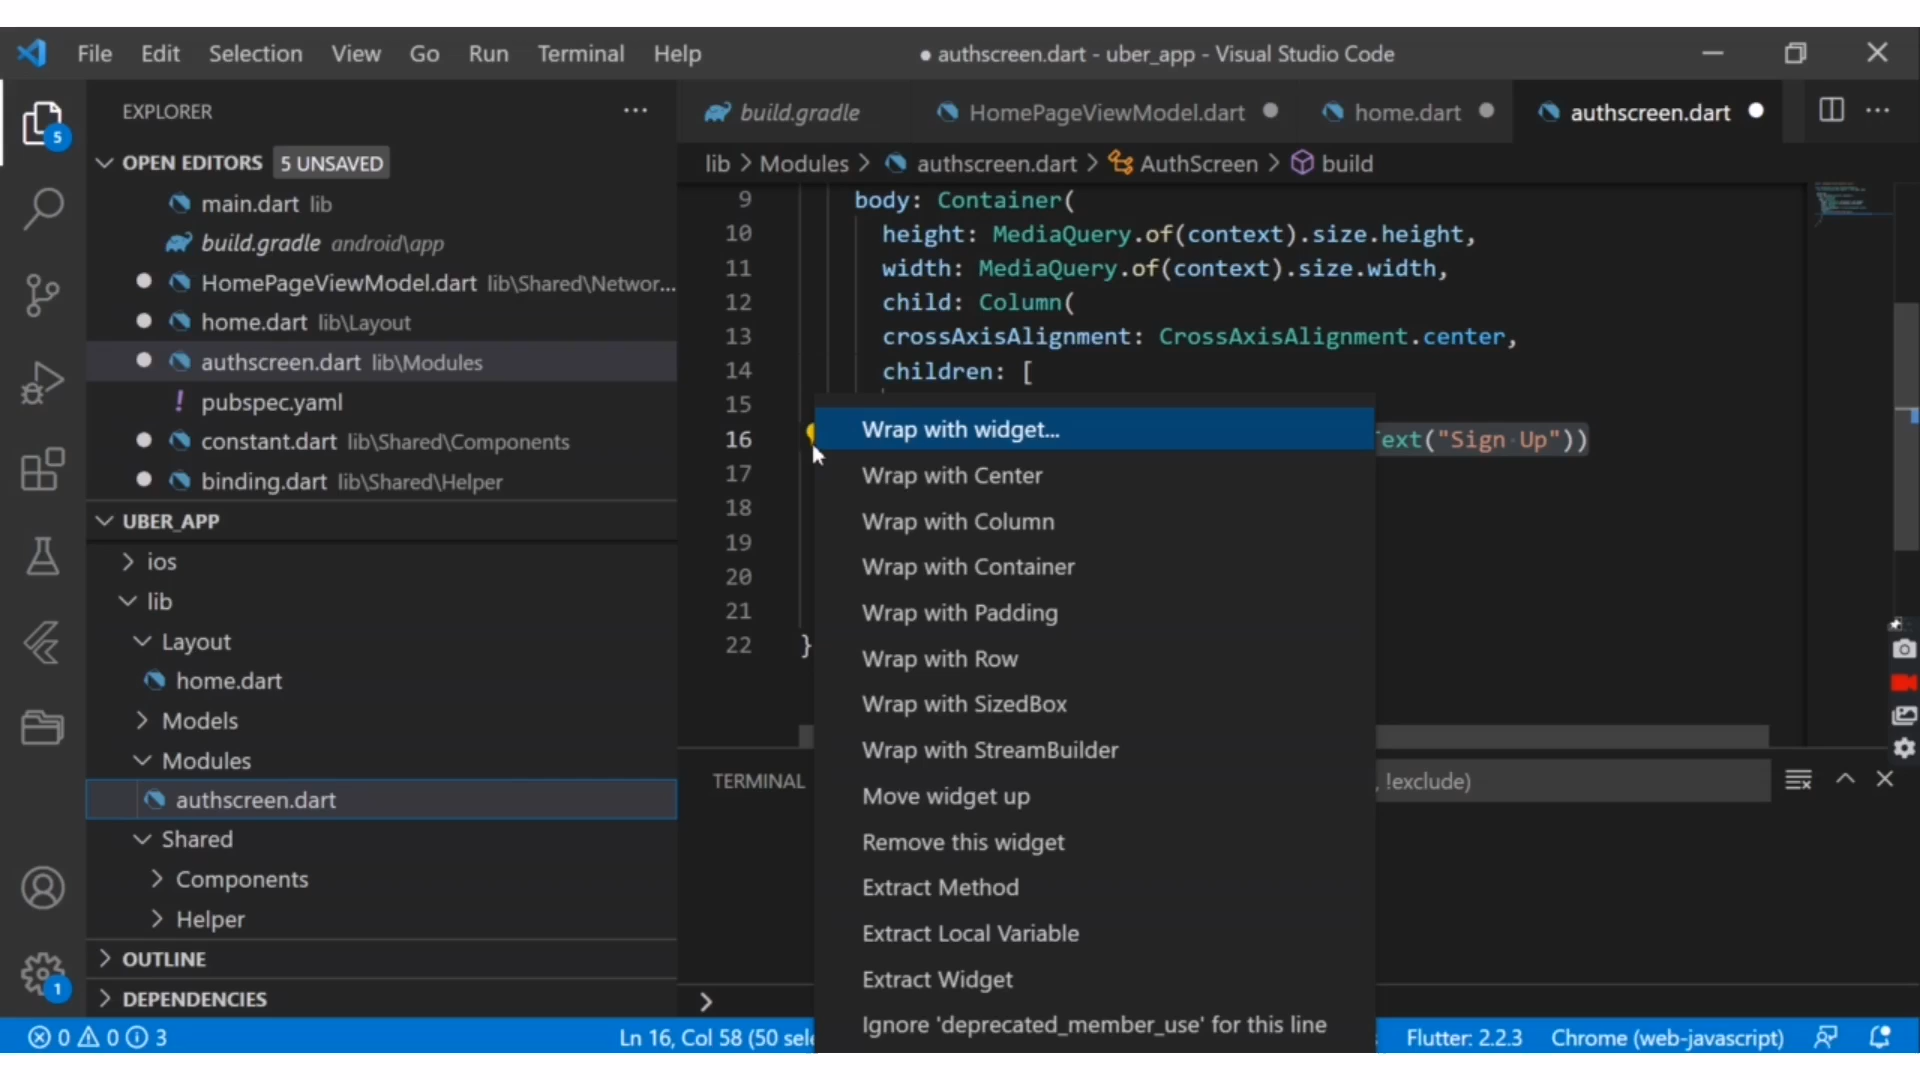 File Edit Selection View Go Run Terminal Help
● authscreen.dart - uber_app - Visual Studio Code
5
EXPLORER
OPEN EDITORS 5 UNSAVED
main.dart lib
build.gradle android\app
HomePageViewModel.dart lib\Shared\Networ...
home.dart lib\Layout
authscreen.dart lib\Modules
! pubspec.yaml
constant.dart lib\Shared\Components
binding.dart lib\Shared\Helper
UBER_APP
ios
lib
Layout
home.dart
Models
Modules
authscreen.dart
Shared
Components
Helper
OUTLINE
DEPENDENCIES
1
build.gradle HomePageViewModel.dart home.dart authscreen.dart
lib > Modules > authscreen.dart > AuthScreen > build
9 body: Container(
10 height: MediaQuery.of(context).size.height,
11 width: MediaQuery.of(context).size.width,
12 child: Column(
13 crossAxisAlignment: CrossAxisAlignment.center,
14 children: [
15
16 ext("Sign Up"))
17
18
19
20
21
22 }
Wrap with widget...
Wrap with Center
Wrap with Column
Wrap with Container
Wrap with Padding
Wrap with Row
Wrap with SizedBox
Wrap with StreamBuilder
Move widget up
Remove this widget
Extract Method
Extract Local Variable
Extract Widget
Ignore 'deprecated_member_use' for this line
TERMINAL
, !exclude)
0 0 3
Ln 16, Col 58 (50 sele
Flutter: 2.2.3 Chrome (web-javascript)